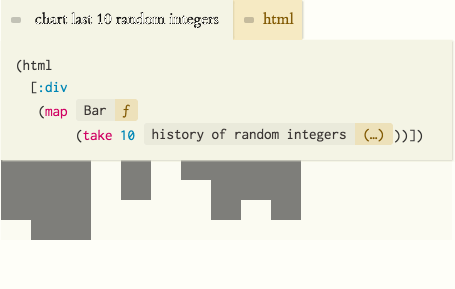 chart last 10 random integers
html
(html
[:div
(map Bar ƒ
(take 10 history of random integers (…) ))])